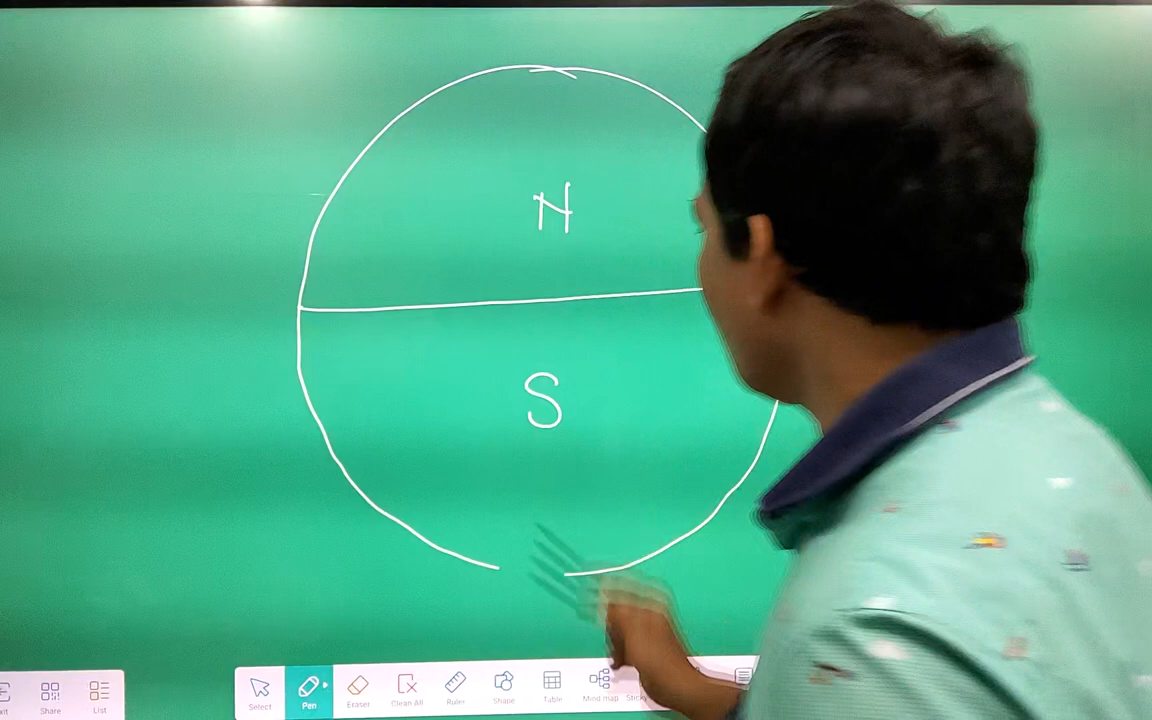 N
S
Share
List
Select
Pen
Eraser
Clean All
Ruler
Shape
Table
Mind map